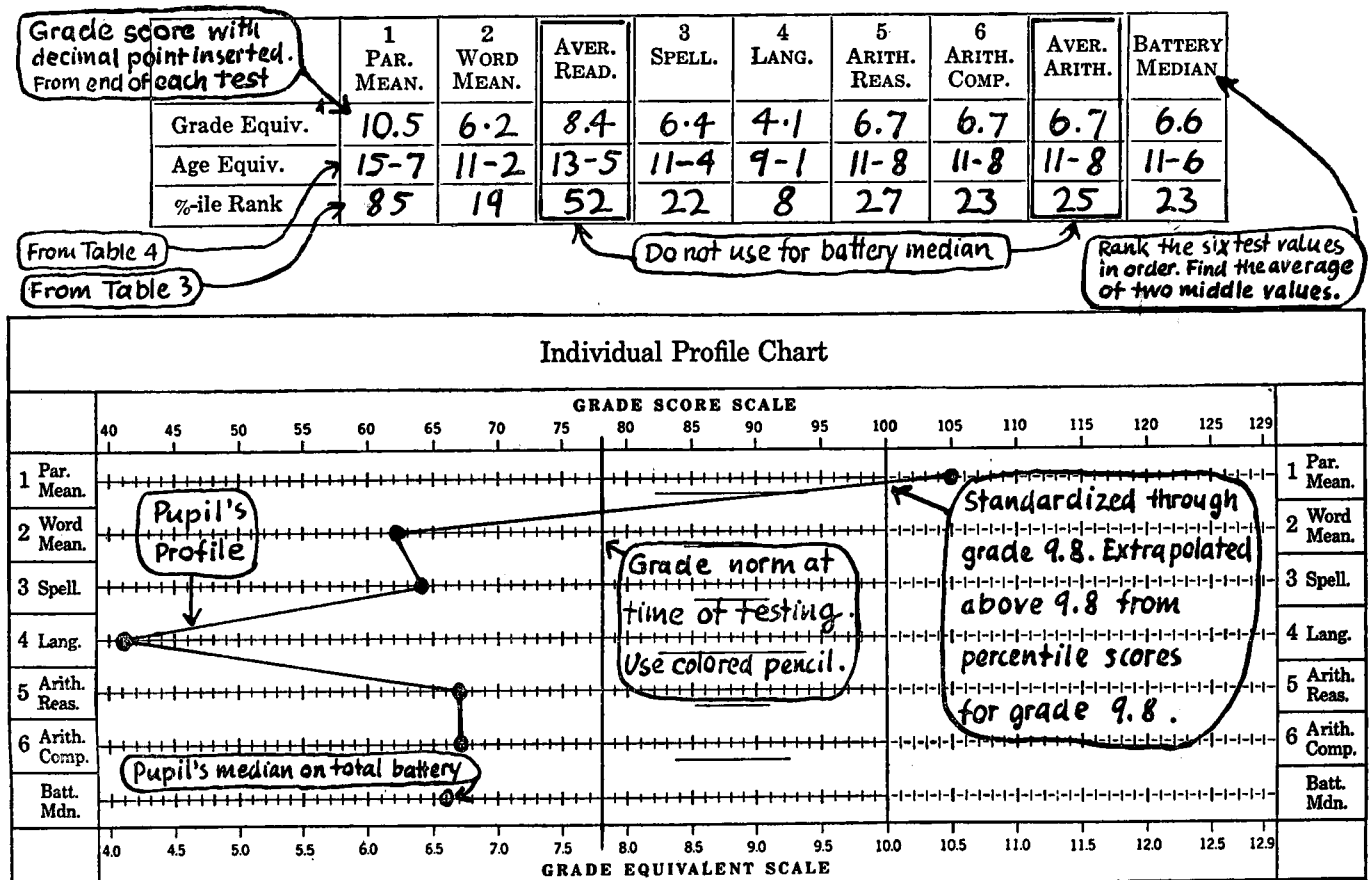 Grade score with
decimal point inserted.
From end of each test
1 PAR. MEAN. 2 WORD MEAN. AVER. READ. 3 SPELL. 4 LANG. 5 ARITH. REAS. 6 ARITH. COMP. AVER. ARITH. BATTERY MEDIAN
Grade Equiv. 10.5 6.2 8.4 6.4 4.1 6.7 6.7 6.7 6.6
Age Equiv. 15-7 11-2 13-5 11-4 9-1 11-8 11-8 11-8 11-6
%-ile Rank 85 19 52 22 8 27 23 25 23
From Table 4
From Table 3
Do not use for battery median
Rank the six test values
in order. Find the average
of two middle values.
Individual Profile Chart
GRADE SCORE SCALE
40 45 50 55 60 65 70 75 80 85 90 95 100 105 110 115 120 125 129
1 Par. Mean. 1 Par. Mean.
2 Word Mean. 2 Word Mean.
3 Spell. 3 Spell.
4 Lang. 4 Lang.
5 Arith. Reas. 5 Arith. Reas.
6 Arith. Comp. 6 Arith. Comp.
Batt. Mdn. Batt. Mdn.
Pupil's
Profile
Grade norm at
time of testing.
Use colored pencil.
Standardized through
grade 9.8. Extrapolated
above 9.8 from
percentile scores
for grade 9.8.
Pupil's median on total battery
4.0 4.5 5.0 5.5 6.0 6.5 7.0 7.5 8.0 8.5 9.0 9.5 10.0 10.5 11.0 11.5 12.0 12.5 12.9
GRADE EQUIVALENT SCALE